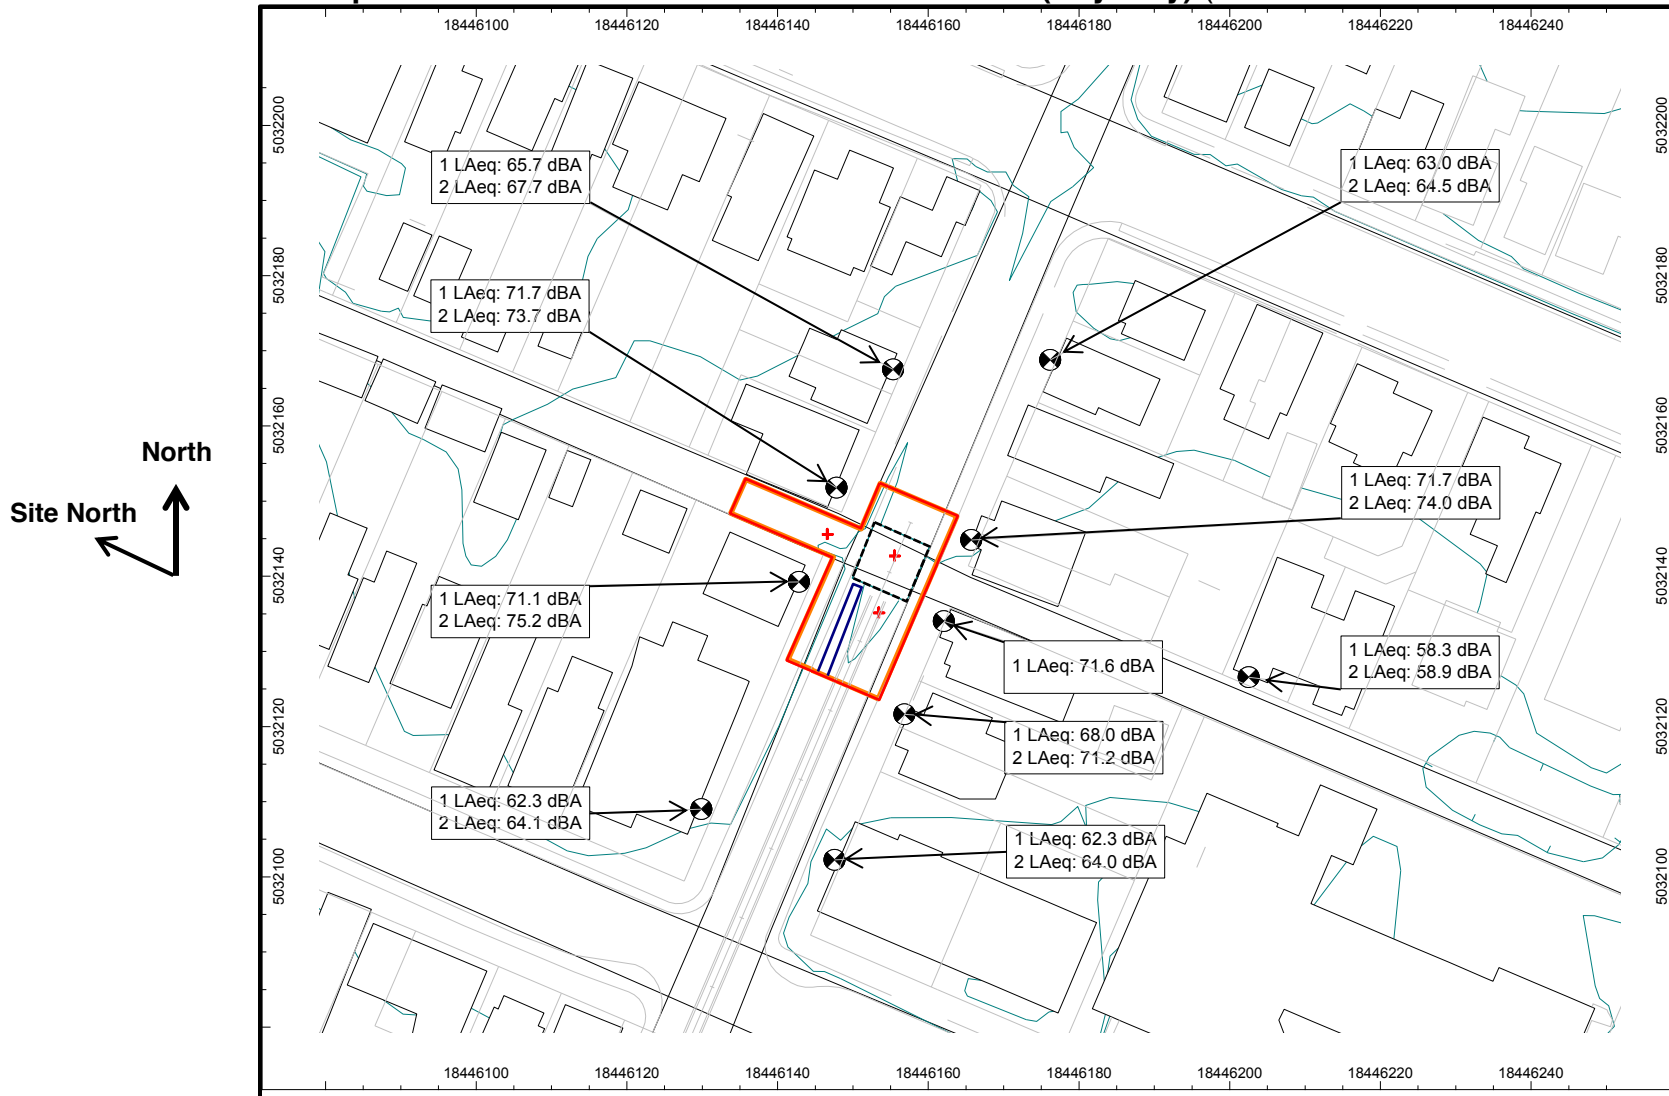 18446100 18446120 18446140 18446160 18446180 18446200 18446220 18446240
5032200 5032200
1 LAeq: 65.7 dBA
2 LAeq: 67.7 dBA
1 LAeq: 63.0 dBA
2 LAeq: 64.5 dBA
5032180 5032180
1 LAeq: 71.7 dBA
2 LAeq: 73.7 dBA
5032160 5032160
North
Site North
1 LAeq: 71.7 dBA
2 LAeq: 74.0 dBA
5032140 5032140
1 LAeq: 71.1 dBA
2 LAeq: 75.2 dBA
1 LAeq: 71.6 dBA
1 LAeq: 58.3 dBA
2 LAeq: 58.9 dBA
5032120 5032120
1 LAeq: 68.0 dBA
2 LAeq: 71.2 dBA
1 LAeq: 62.3 dBA
2 LAeq: 64.1 dBA
1 LAeq: 62.3 dBA
2 LAeq: 64.0 dBA
5032100 5032100
18446100 18446120 18446140 18446160 18446180 18446200 18446220 18446240